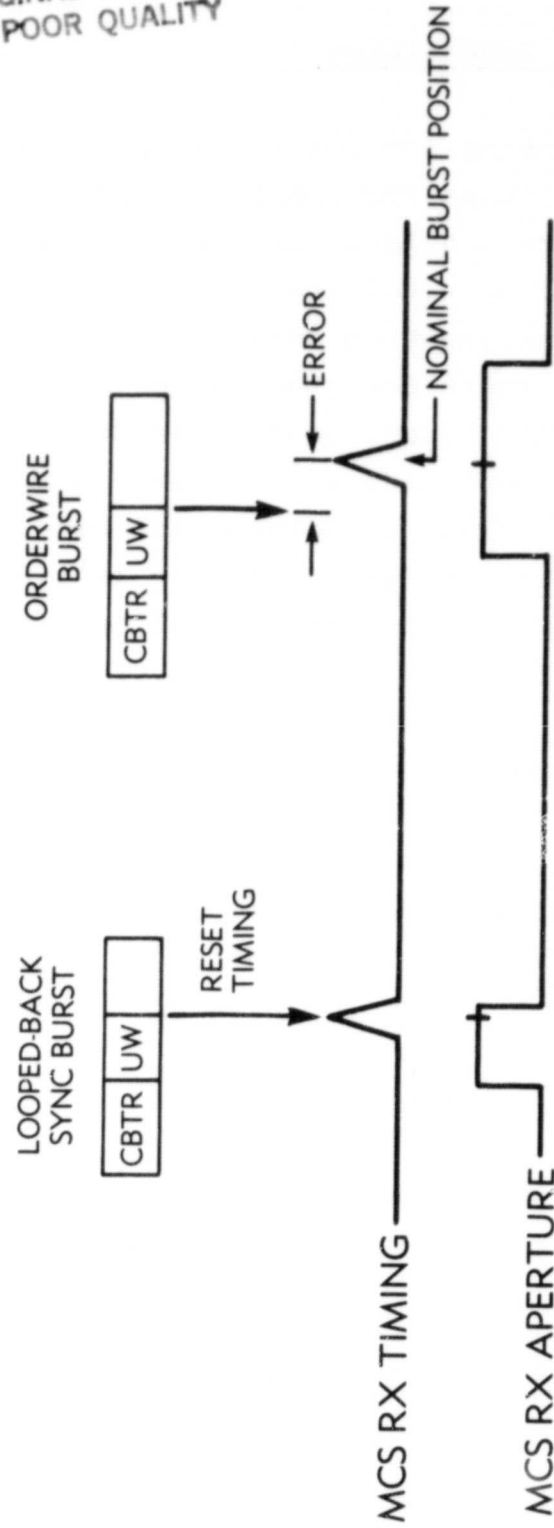 POOR QUALITY
LOOPED-BACK
SYNC BURST
ORDERWIRE
BURST
CBTR UW
CBTR UW
RESET
TIMING
ERROR
MCS RX TIMING
NOMINAL BURST POSITION
MCS RX APERTURE